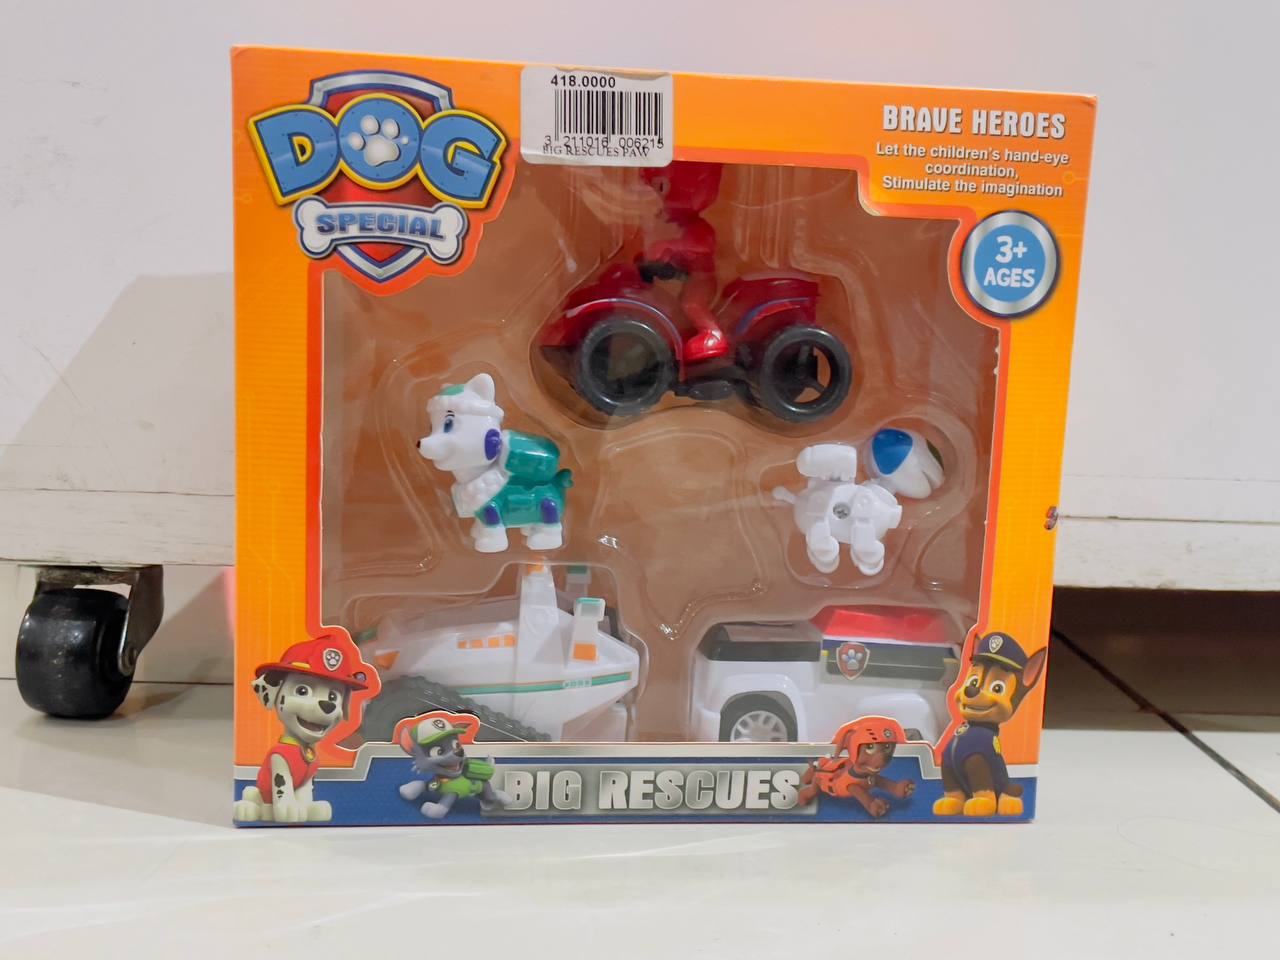 DOG
SPECIAL
418.0000
3 211016 006215
BIG RESCUES PAW
BRAVE HEROES
Let the children's hand-eye
coordination,
Stimulate the imagination
3+
AGES
BIG RESCUES